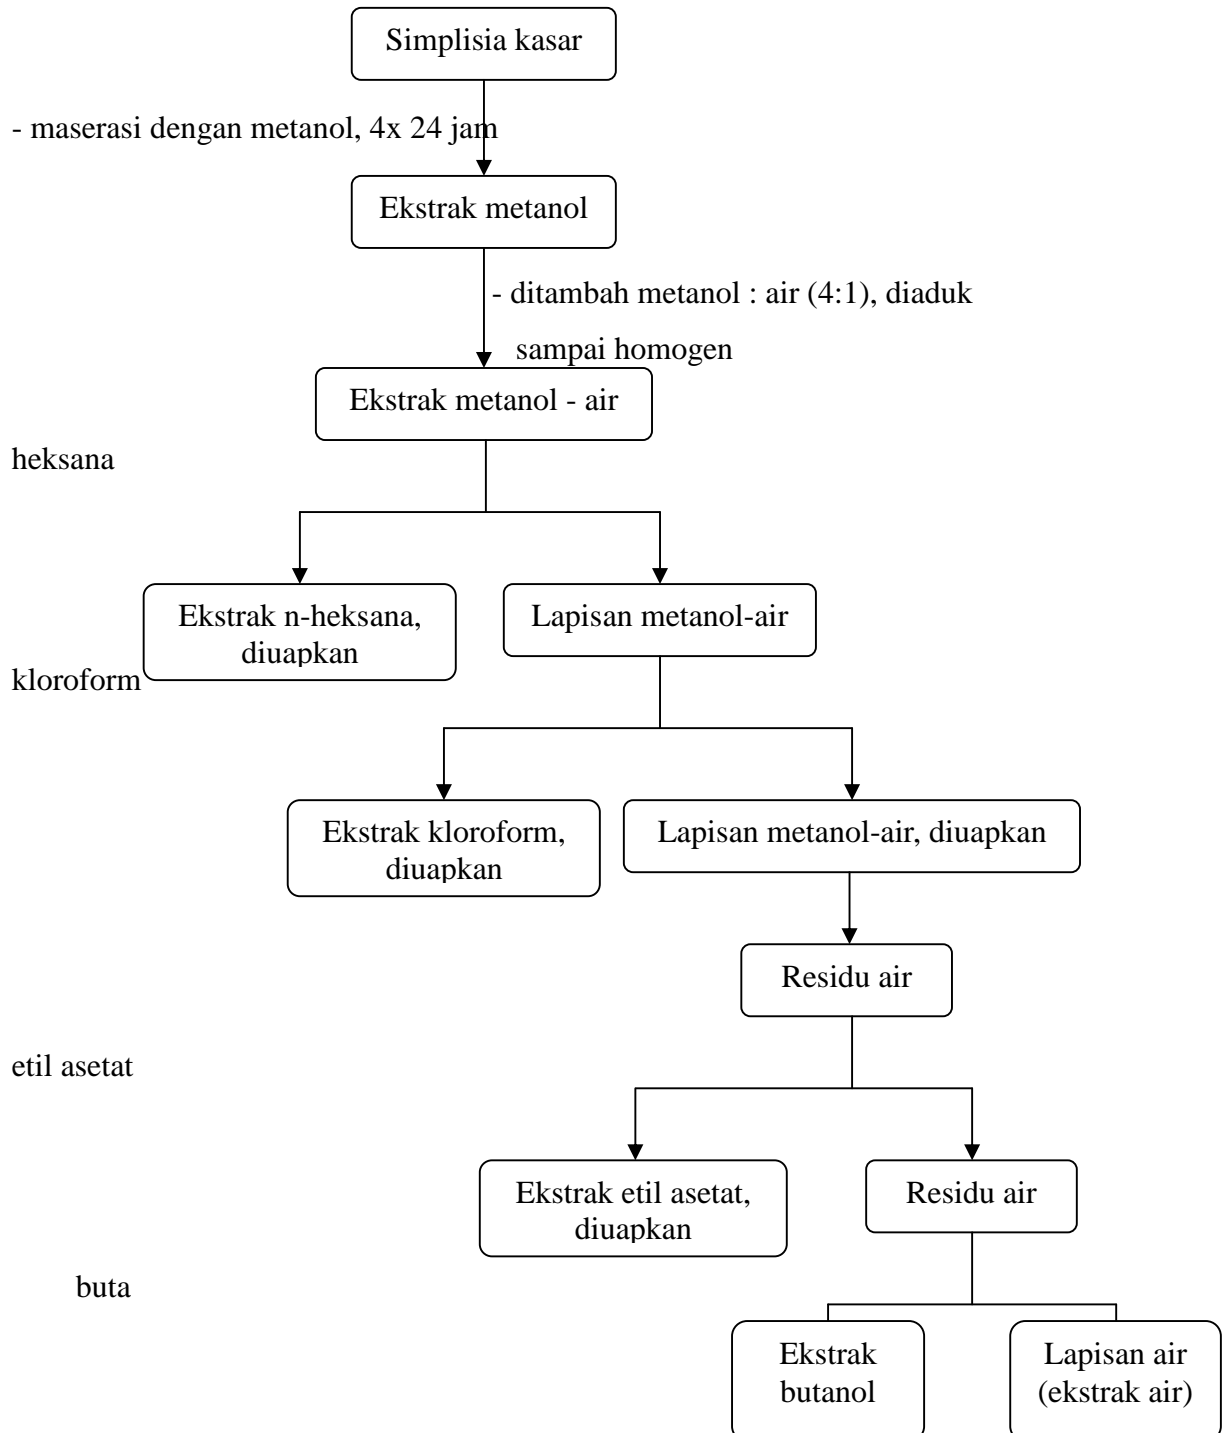 Simplisia kasar
- maserasi dengan metanol, 4x 24 jam
Ekstrak metanol
- ditambah metanol : air (4:1), diaduk
sampai homogen
Ekstrak metanol - air
heksana
Ekstrak n-heksana,
diuapkan
Lapisan metanol-air
kloroform
Ekstrak kloroform,
diuapkan
Lapisan metanol-air, diuapkan
Residu air
etil asetat
Ekstrak etil asetat,
diuapkan
Residu air
buta
Ekstrak
butanol
Lapisan air
(ekstrak air)